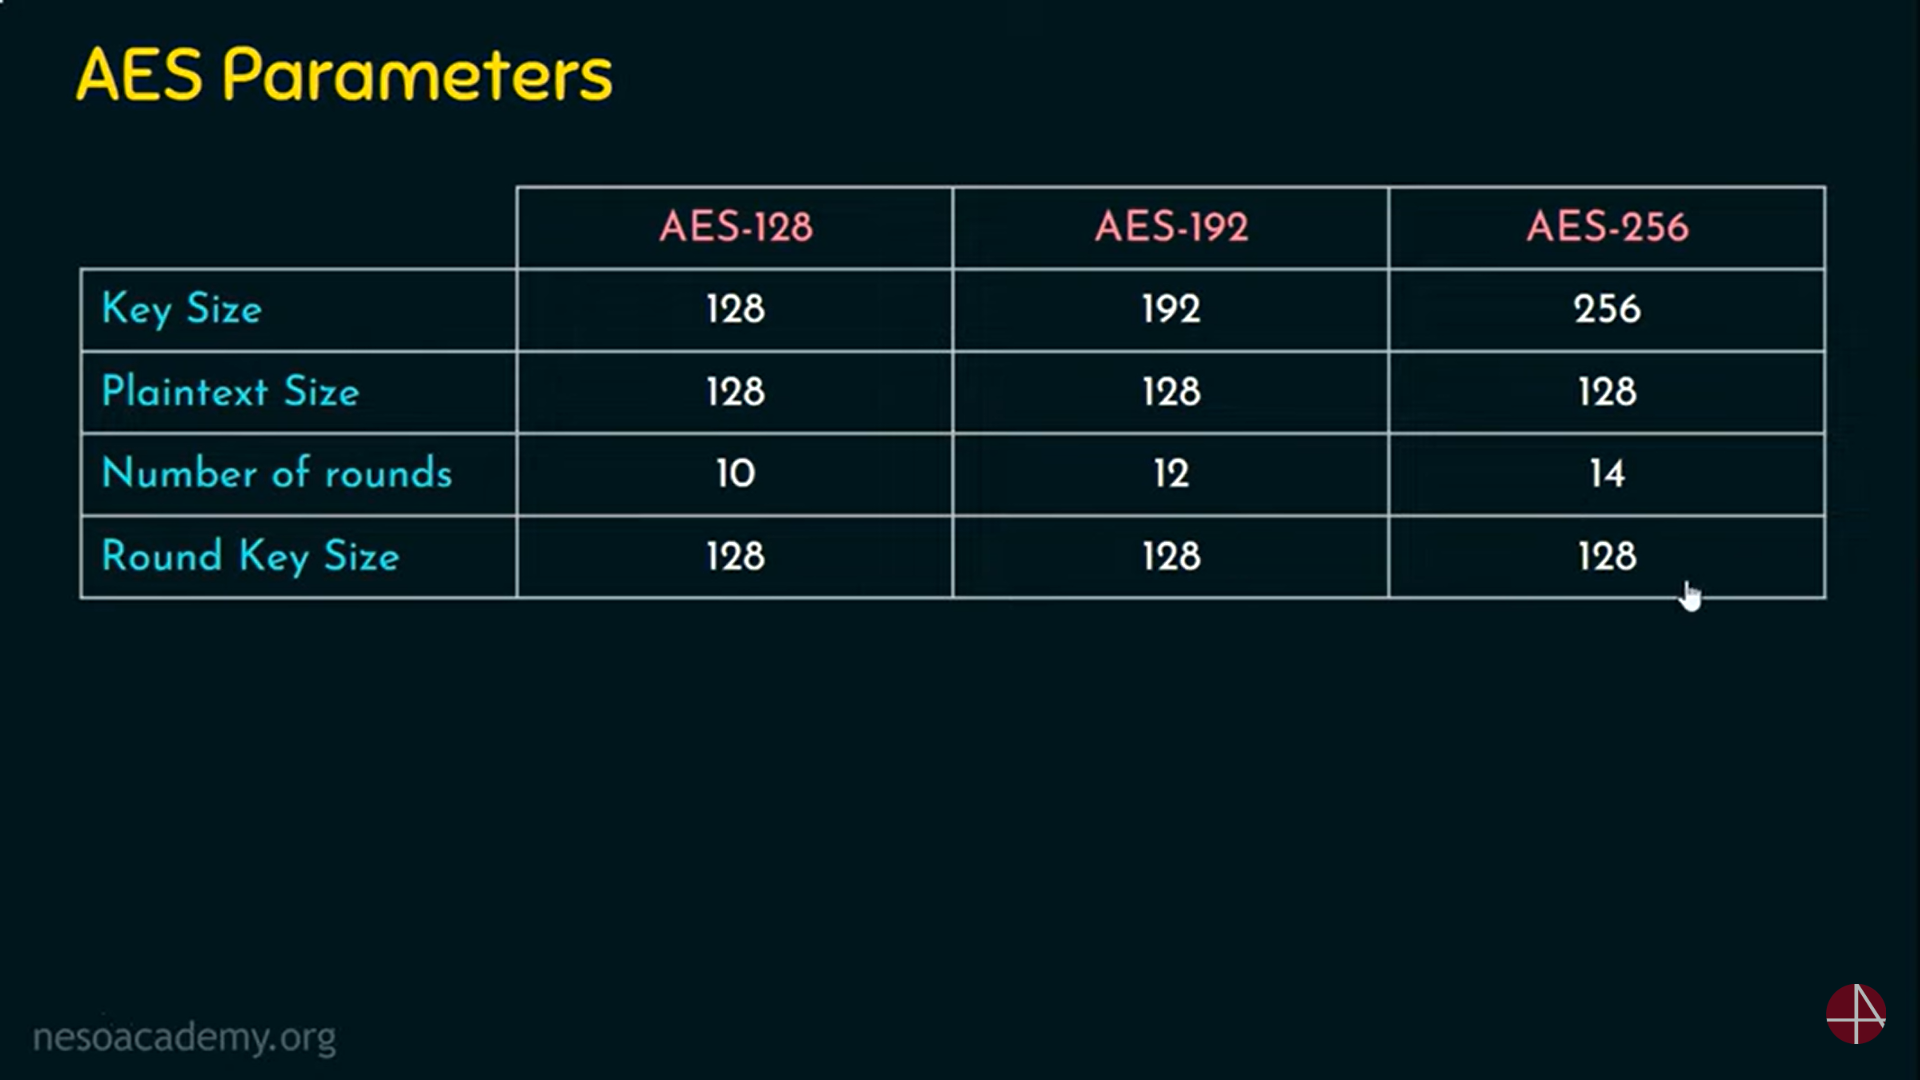 AES Parameters
AES-128 AES-192 AES-256
Key Size 128 192 256
Plaintext Size 128 128 128
Number of rounds 10 12 14
Round Key Size 128 128 128
nesoacademy.org